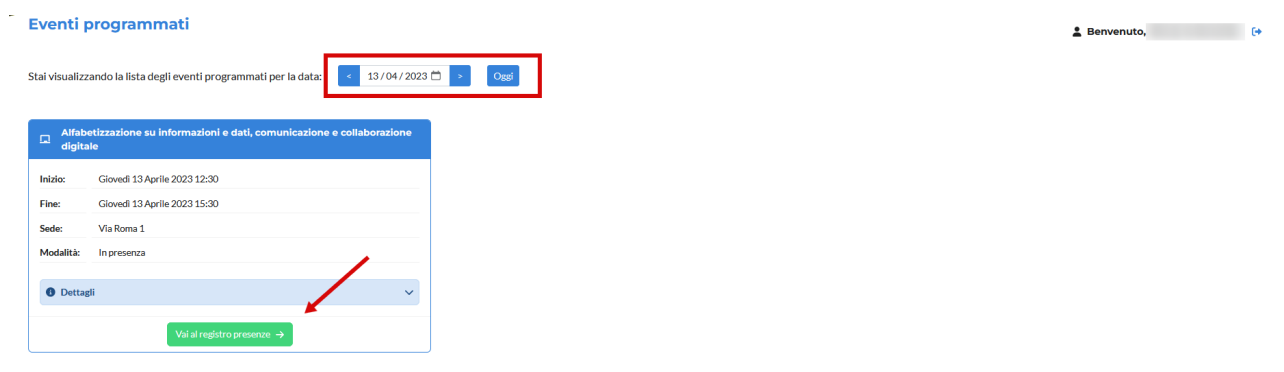 Eventi programmati
Benvenuto,
Stai visualizzando la lista degli eventi programmati per la data:
< 13 / 04 / 2023 > Oggi
Alfabetizzazione su informazioni e dati, comunicazione e collaborazione
digitale
Inizio: Giovedì 13 Aprile 2023 12:30
Fine: Giovedì 13 Aprile 2023 15:30
Sede: Via Roma 1
Modalità: In presenza
Dettagli
Vai al registro presenze →